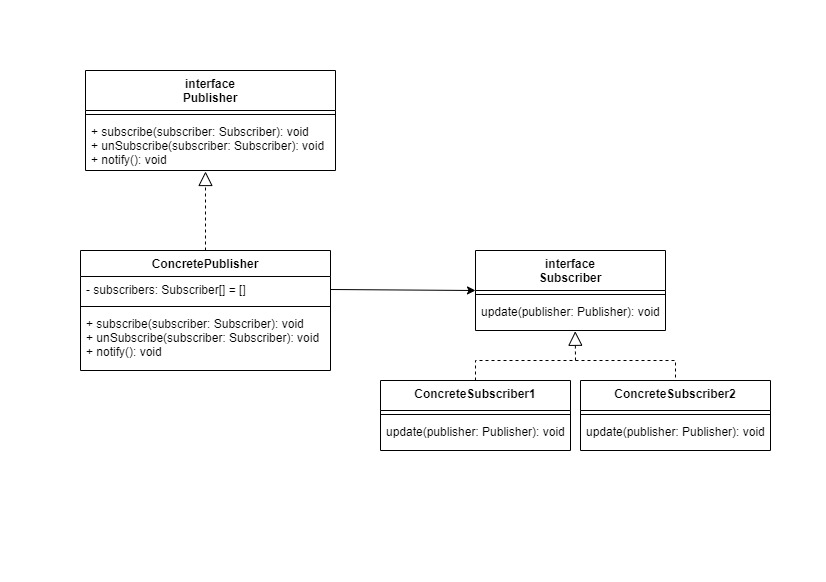 interface
Publisher
+ subscribe(subscriber: Subscriber): void
+ unSubscribe(subscriber: Subscriber): void
+ notify(): void
ConcretePublisher
- subscribers: Subscriber[] = []
+ subscribe(subscriber: Subscriber): void
+ unSubscribe(subscriber: Subscriber): void
+ notify(): void
interface
Subscriber
update(publisher: Publisher): void
ConcreteSubscriber1
update(publisher: Publisher): void
ConcreteSubscriber2
update(publisher: Publisher): void